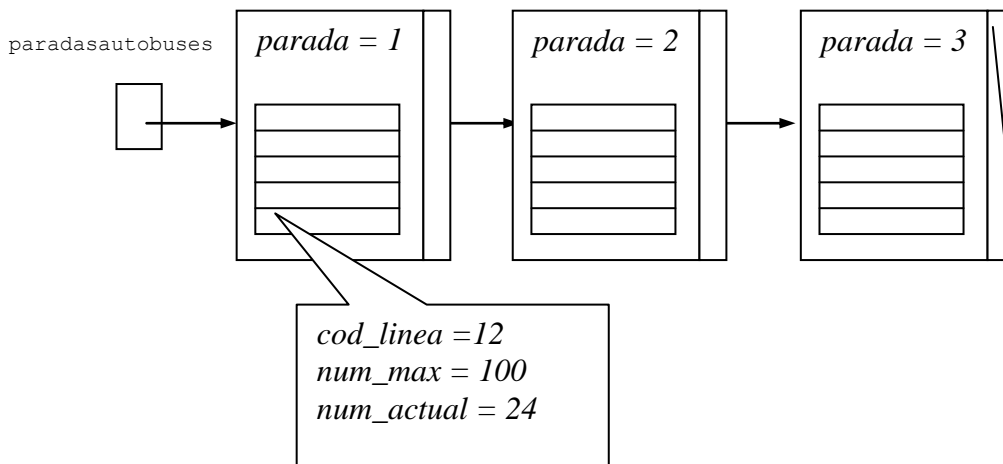 paradasautobuses
parada = 1
parada = 2
parada = 3
cod_linea =12
num_max = 100
num_actual = 24